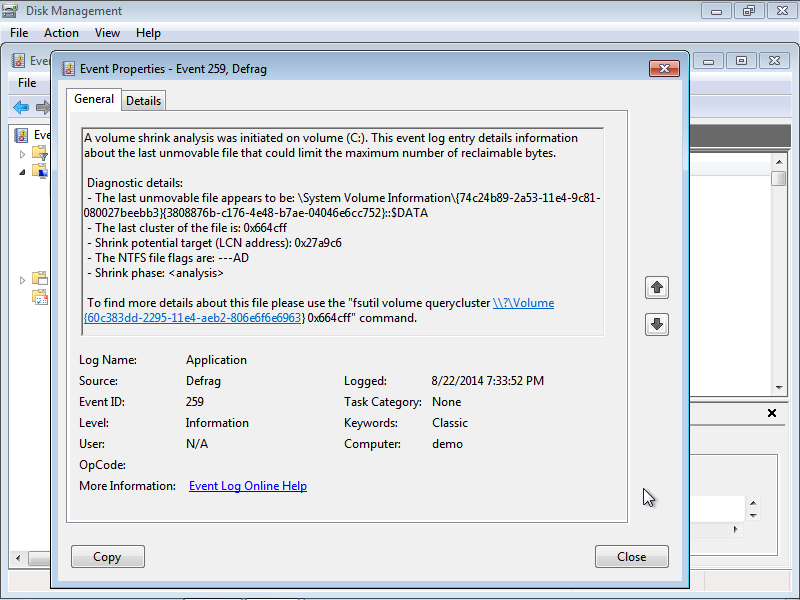 Disk Management
File Action View Help
Event Properties - Event 259, Defrag
File
General Details
A volume shrink analysis was initiated on volume (C:). This event log entry details information
about the last unmovable file that could limit the maximum number of reclaimable bytes.
Diagnostic details:
- The last unmovable file appears to be: \System Volume Information\{74c24b89-2a53-11e4-9c81-
080027beebb3}{3808876b-c176-4e48-b7ae-04046e6cc752}::$DATA
- The last cluster of the file is: 0x664cff
- Shrink potential target (LCN address): 0x27a9c6
- The NTFS file flags are: ---AD
- Shrink phase: <analysis>
To find more details about this file please use the "fsutil volume querycluster \\?\Volume
{60c383dd-2295-11e4-aeb2-806e6f6e6963} 0x664cff" command.
Log Name: Application
Source: Defrag Logged: 8/22/2014 7:33:52 PM
Event ID: 259 Task Category: None
Level: Information Keywords: Classic
User: N/A Computer: demo
OpCode:
More Information: Event Log Online Help
Copy Close